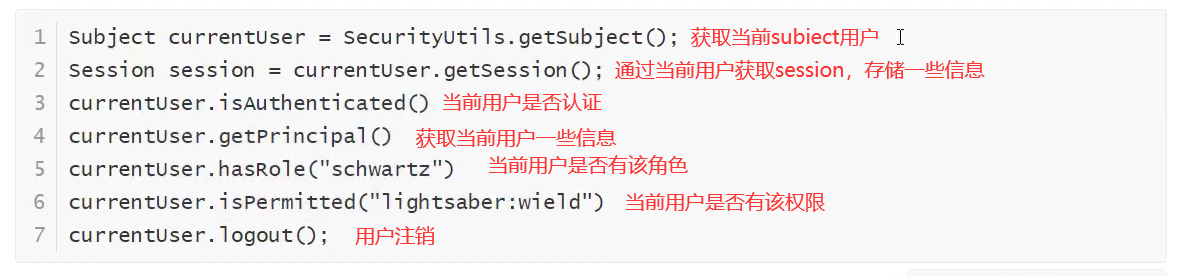 1 Subject currentUser = SecurityUtils.getSubject(); 获取当前subiect用户
2 Session session = currentUser.getSession(); 通过当前用户获取session，存储一些信息
3 currentUser.isAuthenticated() 当前用户是否认证
4 currentUser.getPrincipal() 获取当前用户一些信息
5 currentUser.hasRole("schwartz") 当前用户是否有该角色
6 currentUser.isPermitted("lightsaber:wield") 当前用户是否有该权限
7 currentUser.logout(); 用户注销